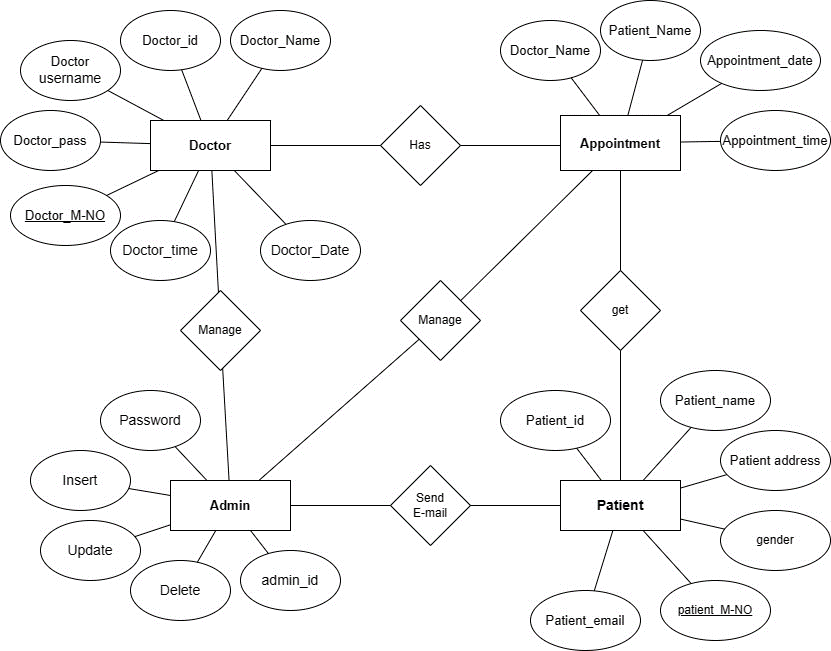 Doctor_id
Doctor_Name
Doctor
username
Doctor_pass
Doctor
Doctor_M-NO
Doctor_time
Doctor_Date
Has
Doctor_Name
Patient_Name
Appointment_date
Appointment
Appointment_time
Manage
Manage
get
Password
Insert
Admin
Update
Delete
admin_id
Send
E-mail
Patient_id
Patient_name
Patient address
Patient
gender
patient_M-NO
Patient_email